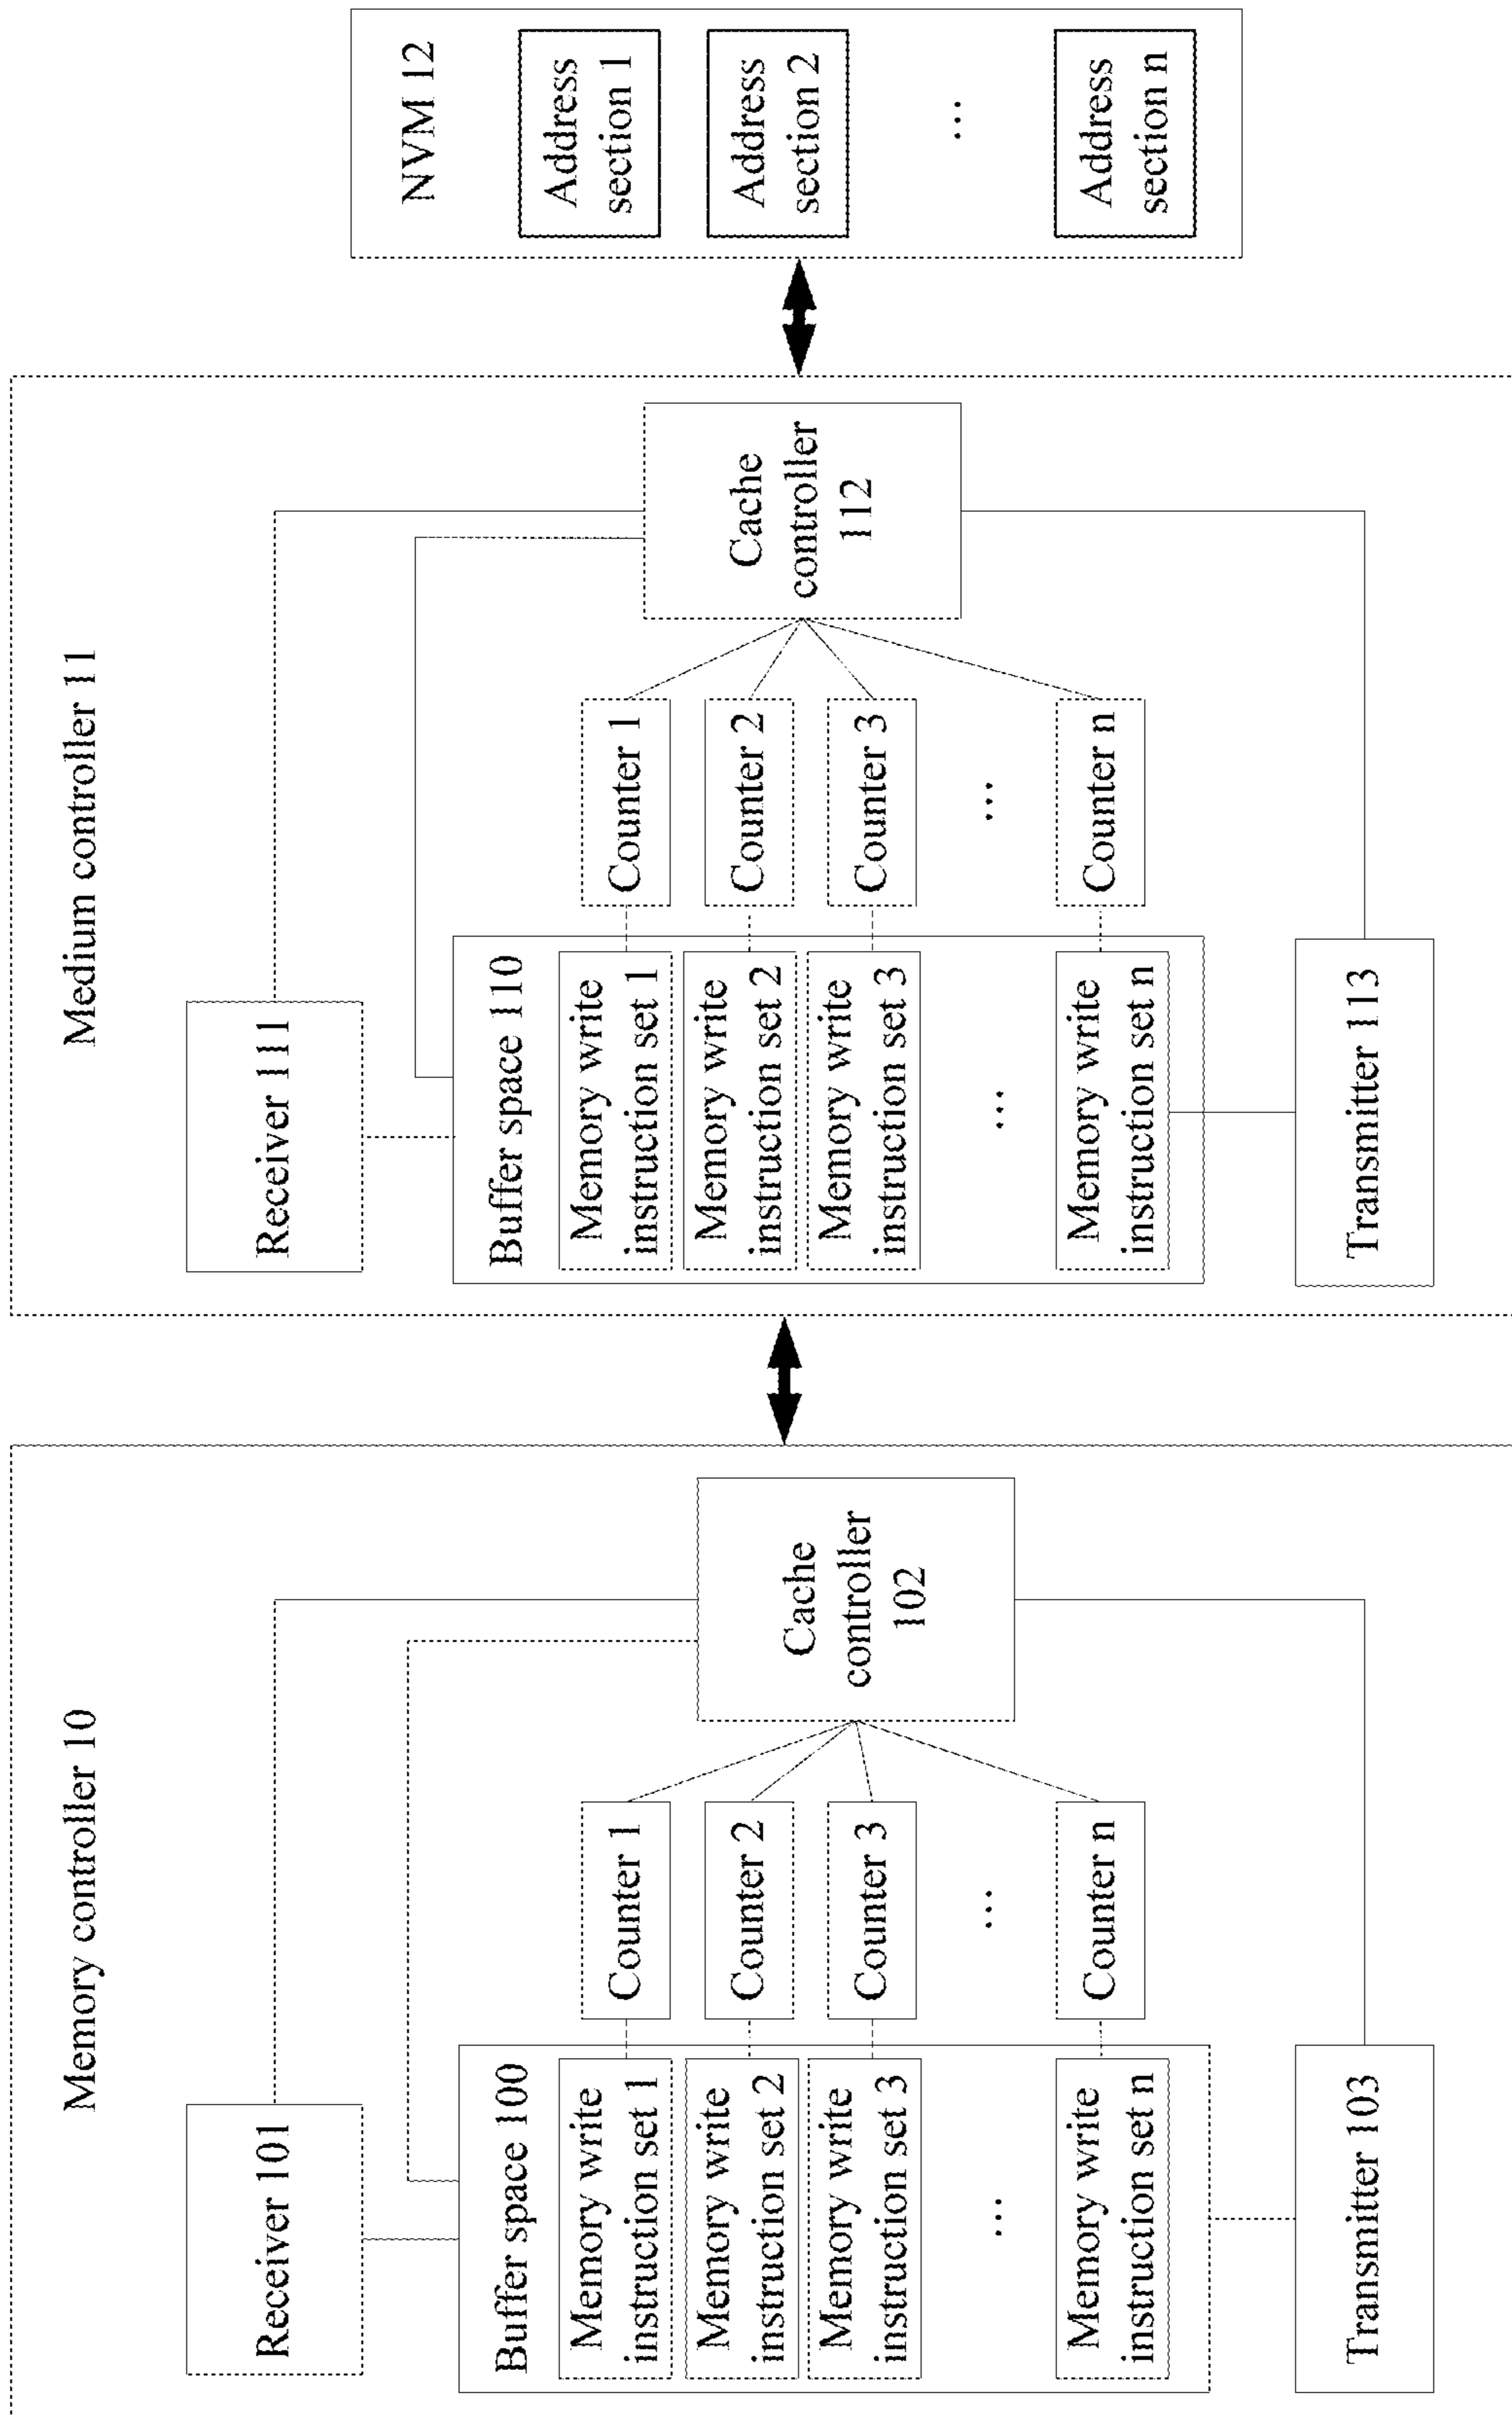 Memory controller 10
Receiver 101
Buffer space 100
Memory write
instruction set 1
Memory write
instruction set 2
Memory write
instruction set 3
...
Memory write
instruction set n
Counter 1
Counter 2
Counter 3
...
Counter n
Cache
controller
102
Transmitter 103
Medium controller 11
Receiver 111
Buffer space 110
Memory write
instruction set 1
Memory write
instruction set 2
Memory write
instruction set 3
...
Memory write
instruction set n
Counter 1
Counter 2
Counter 3
...
Counter n
Cache
controller
112
Transmitter 113
NVM 12
Address
section 1
Address
section 2
...
Address
section n